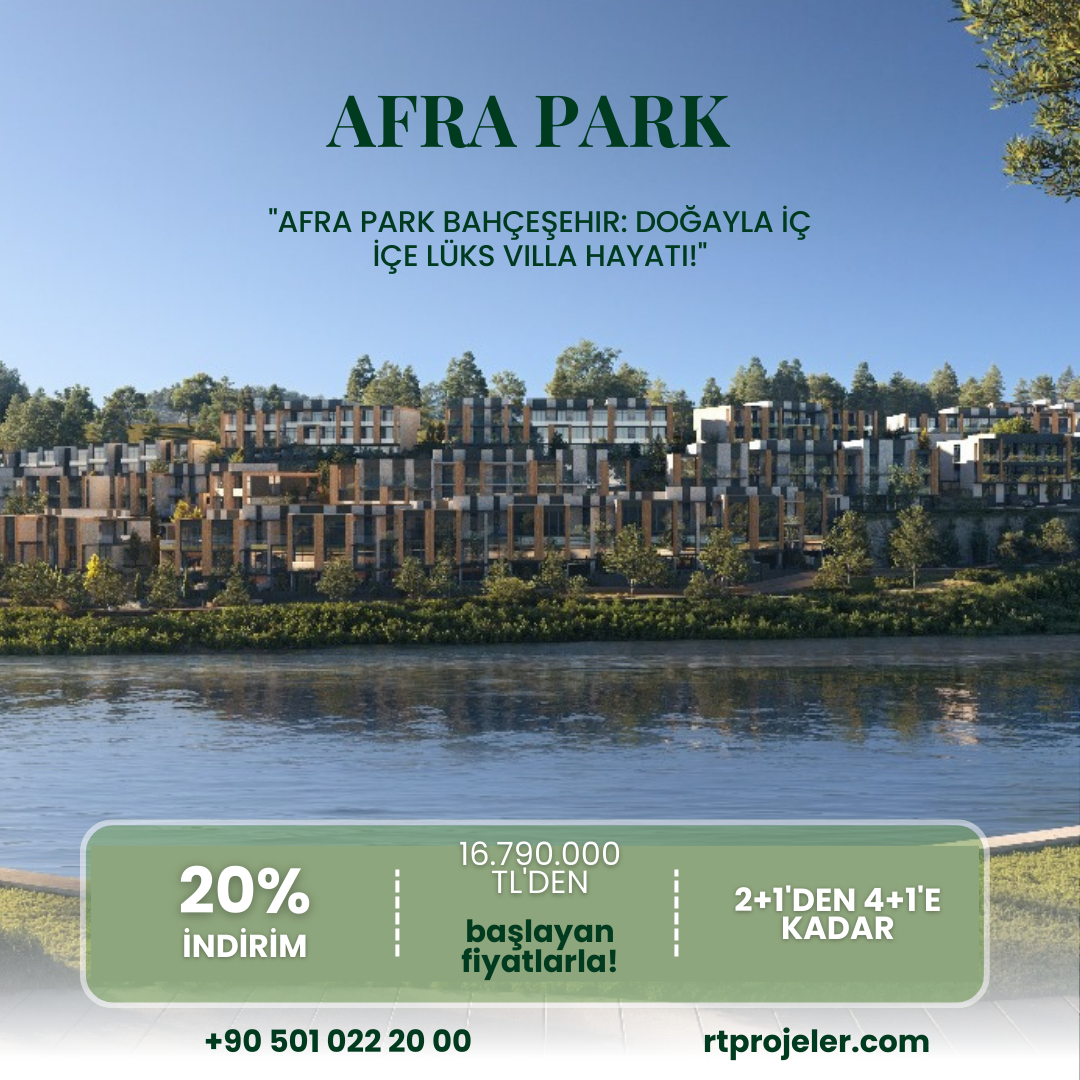 AFRA PARK
"AFRA PARK BAHÇEŞEHIR: DOĞAYLA İÇ
İÇE LÜKS VILLA HAYATI!"
20%
İNDİRİM
16.790.000
TL'DEN
başlayan
fiyatlarla!
2+1'DEN 4+1'E
KADAR
+90 501 022 20 00
rtprojeler.com